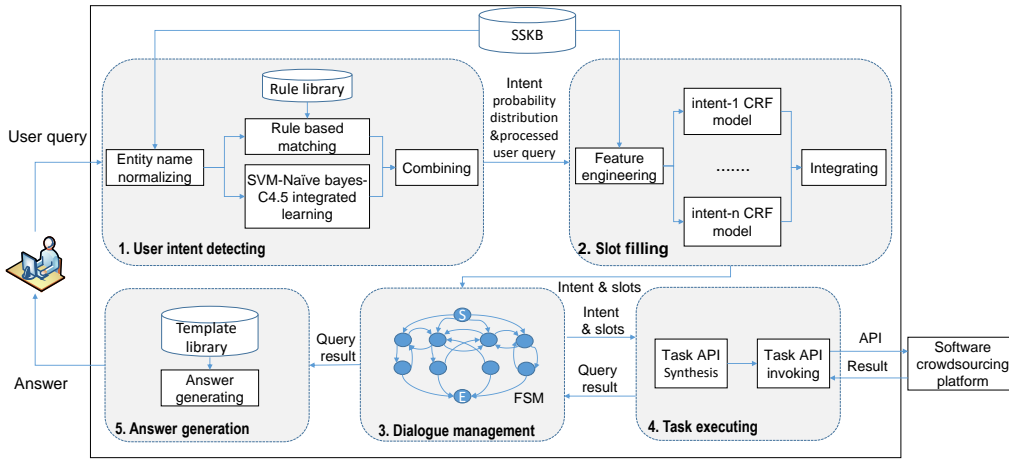 SSKB
User query
Rule library
Rule based
matching
Entity name
normalizing
SVM-Naïve bayes-
C4.5 integrated
learning
Combining
1. User intent detecting
Intent
probability
distribution
&processed
user query
Feature
engineering
intent-1 CRF
model
.......
intent-n CRF
model
Integrating
2. Slot filling
Intent & slots
Answer
Template
library
Answer
generating
5. Answer generation
Query
result
S
E
FSM
3. Dialogue management
Intent
& slots
Query
result
Task API
Synthesis
Task API
invoking
4. Task executing
API
Result
Software
crowdsourcing
platform